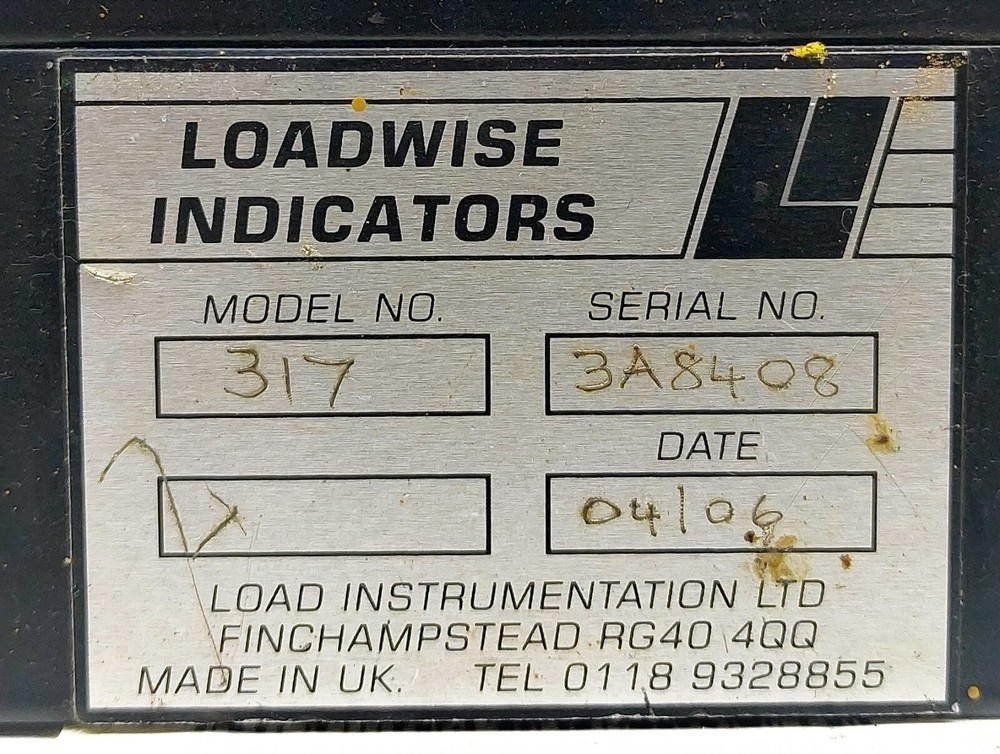 LOADWISE
INDICATORS
MODEL NO. SERIAL NO.
317 3A8408
DATE
04/06
LOAD INSTRUMENTATION LTD
FINCHAMPSTEAD RG40 4QQ
MADE IN UK. TEL 0118 9328855